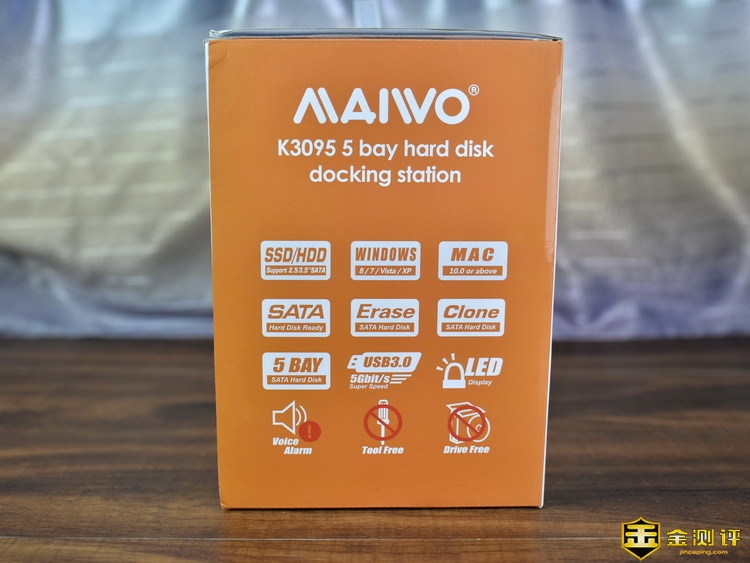 MAIWO®
K3095 5 bay hard disk
docking station
SSD/HDD
Support 2.5/3.5"SATA
WINDOWS
8 / 7 / Vista / XP
MAC
10.0 or above
SATA
Hard Disk Ready
Erase
SATA Hard Disk
Clone
SATA Hard Disk
5 BAY
SATA Hard Disk
USB3.0
5Gbit/s
Super Speed
LED
Display
Voice
Alarm
Tool Free
Drive Free
金测评
jinceping.com